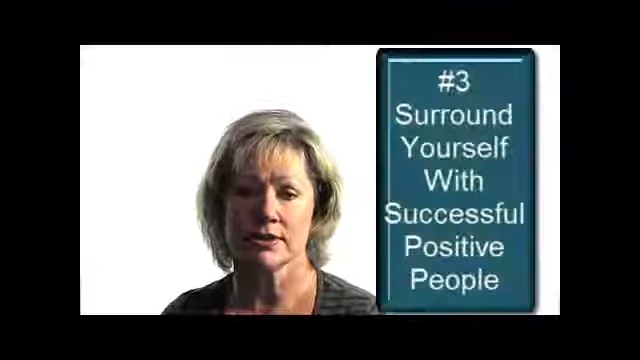 #3
Surround
Yourself
With
Successful
Positive
People